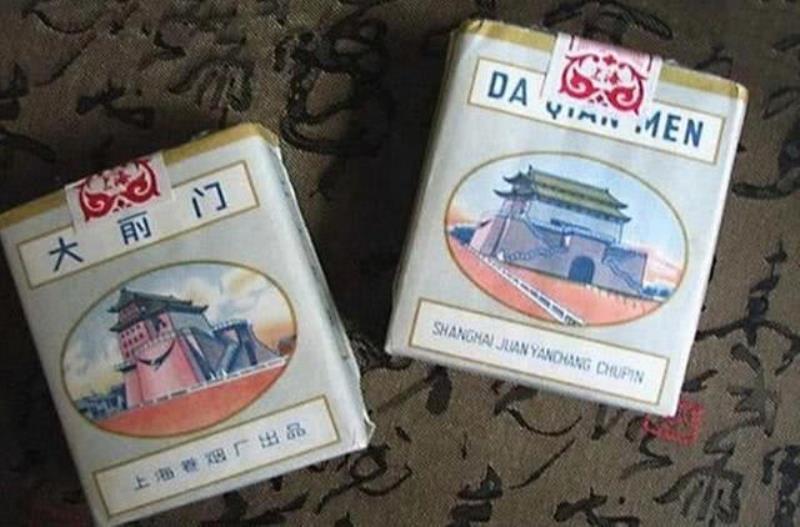 上海
大前门
上海卷烟厂出品
上海
DA QIAN MEN
SHANGHAI JUANYANCHANG CHUPIN